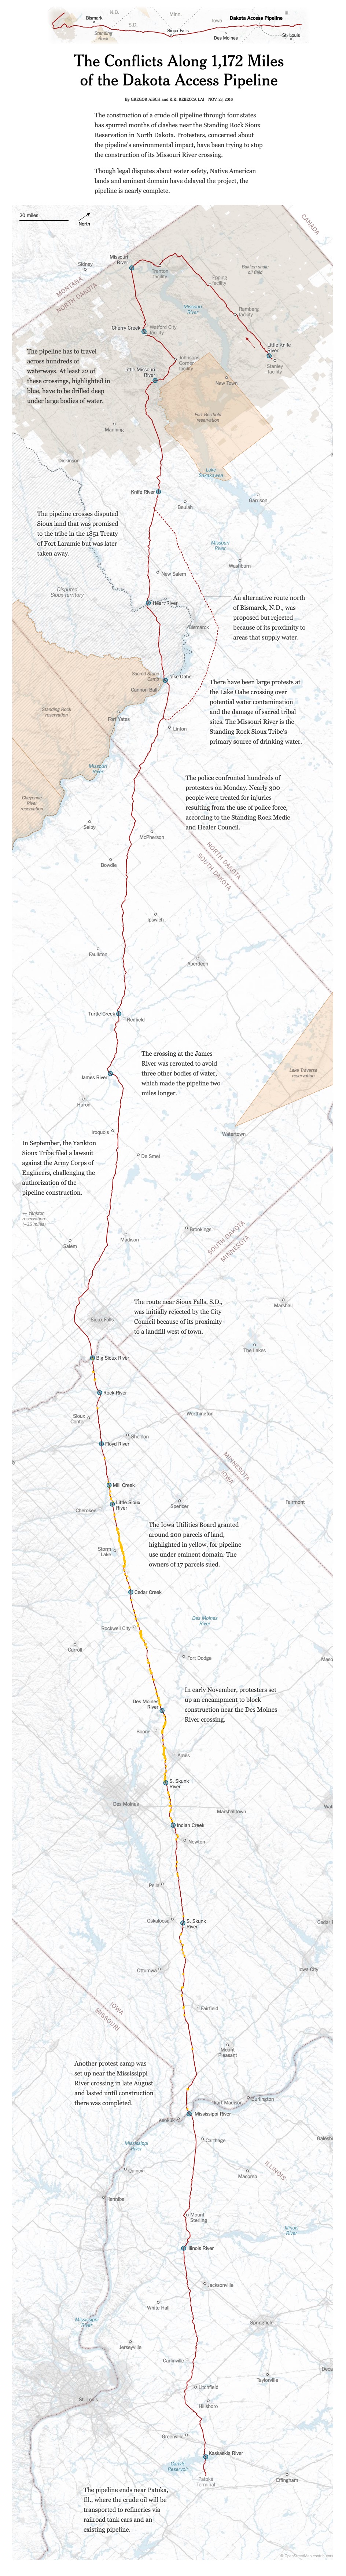 N.D.
Minn.
Bismarck
Dakota Access Pipeline
Standing
Rock
S.D.
Sioux Falls
Iowa
Des Moines
Ill.
St. Louis
The Conflicts Along 1,172 Miles
of the Dakota Access Pipeline
By GREGOR AISCH and K.K. REBECCA LAI NOV. 23, 2016
The construction of a crude oil pipeline through four states
has spurred months of clashes near the Standing Rock Sioux
Reservation in North Dakota. Protesters, concerned about
the pipeline's environmental impact, have been trying to stop
the construction of its Missouri River crossing.
Though legal disputes about water safety, Native American
lands and eminent domain have delayed the project, the
pipeline is nearly complete.
20 miles
North
CANADA
Sidney
Missouri
River
MONTANA
NORTH DAKOTA
Tioga
facility
Bakken shale
oil field
Missouri
River
Ramberg
facility
Cherry Creek
Watford City
facility
Little Knife
River
Stanley
facility
The pipeline has to travel
across hundreds of
waterways. At least 22 of
these crossings, highlighted in
blue, have to be drilled deep
under large bodies of water.
Johnsons
Corner
facility
Little Missouri
River
New Town
Fort Berthold
reservation
Manning
Dickinson
Lake
Sakakawea
Knife River
Garrison
Beulah
The pipeline crosses disputed
Sioux land that was promised
to the tribe in the 1851 Treaty
of Fort Laramie but was later
taken away.
Missouri
River
Washburn
New Salem
Disputed
Sioux territory
Heart River
An alternative route north
of Bismarck, N.D., was
proposed but rejected
because of its proximity to
areas that supply water.
Bismarck
Sacred Stone
Camp
Lake Oahe
Cannon Ball
There have been large protests at
the Lake Oahe crossing over
potential water contamination
and the damage of sacred tribal
sites. The Missouri River is the
Standing Rock Sioux Tribe's
primary source of drinking water.
Standing Rock
reservation
Fort Yates
Linton
Missouri
River
The police confronted hundreds of
protesters on Monday. Nearly 300
people were treated for injuries
resulting from the use of police force,
according to the Standing Rock Medic
and Healer Council.
Cheyenne
River
reservation
Selby
McPherson
NORTH DAKOTA
SOUTH DAKOTA
Bowdle
Ipswich
Faulkton
Aberdeen
Turtle Creek
Redfield
The crossing at the James
River was rerouted to avoid
three other bodies of water,
which made the pipeline two
miles longer.
James River
Lake Traverse
reservation
Huron
Iroquois
Watertown
In September, the Yankton
Sioux Tribe filed a lawsuit
against the Army Corps of
Engineers, challenging the
authorization of the
pipeline construction.
De Smet
← Yankton
reservation
(~35 miles)
Brookings
SOUTH DAKOTA
MINNESOTA
Salem
Madison
The route near Sioux Falls, S.D.,
was initially rejected by the City
Council because of its proximity
to a landfill west of town.
Marshall
Sioux Falls
The Lakes
Big Sioux River
Rock River
Sioux
Center
Worthington
Sheldon
Floyd River
MINNESOTA
IOWA
Mill Creek
Little Sioux
River
Cherokee
Spencer
Fairmont
The Iowa Utilities Board granted
around 200 parcels of land,
highlighted in yellow, for pipeline
use under eminent domain. The
owners of 17 parcels sued.
Storm
Lake
Cedar Creek
Des Moines
River
Rockwell City
Carroll
Fort Dodge
In early November, protesters set
up an encampment to block
construction near the Des Moines
River crossing.
Des Moines
River
Boone
Ames
S. Skunk
River
Des Moines
Marshalltown
Indian Creek
Newton
Pella
Oskaloosa
S. Skunk
River
Ottumwa
Iowa City
IOWA
MISSOURI
Fairfield
Mount
Pleasant
Another protest camp was
set up near the Mississippi
River crossing in late August
and lasted until construction
there was completed.
Fort Madison
Burlington
Keokuk
Mississippi River
Carthage
Mississippi
River
ILLINOIS
Quincy
Macomb
Hannibal
Mount
Sterling
Illinois
River
Illinois River
Jacksonville
White Hall
Mississippi
River
Springfield
Jerseyville
Carlinville
Taylorville
Litchfield
St. Louis
Hillsboro
Greenville
Kaskaskia River
Carlyle
Reservoir
Patoka
Terminal
Effingham
The pipeline ends near Patoka,
Ill., where the crude oil will be
transported to refineries via
railroad tank cars and an
existing pipeline.